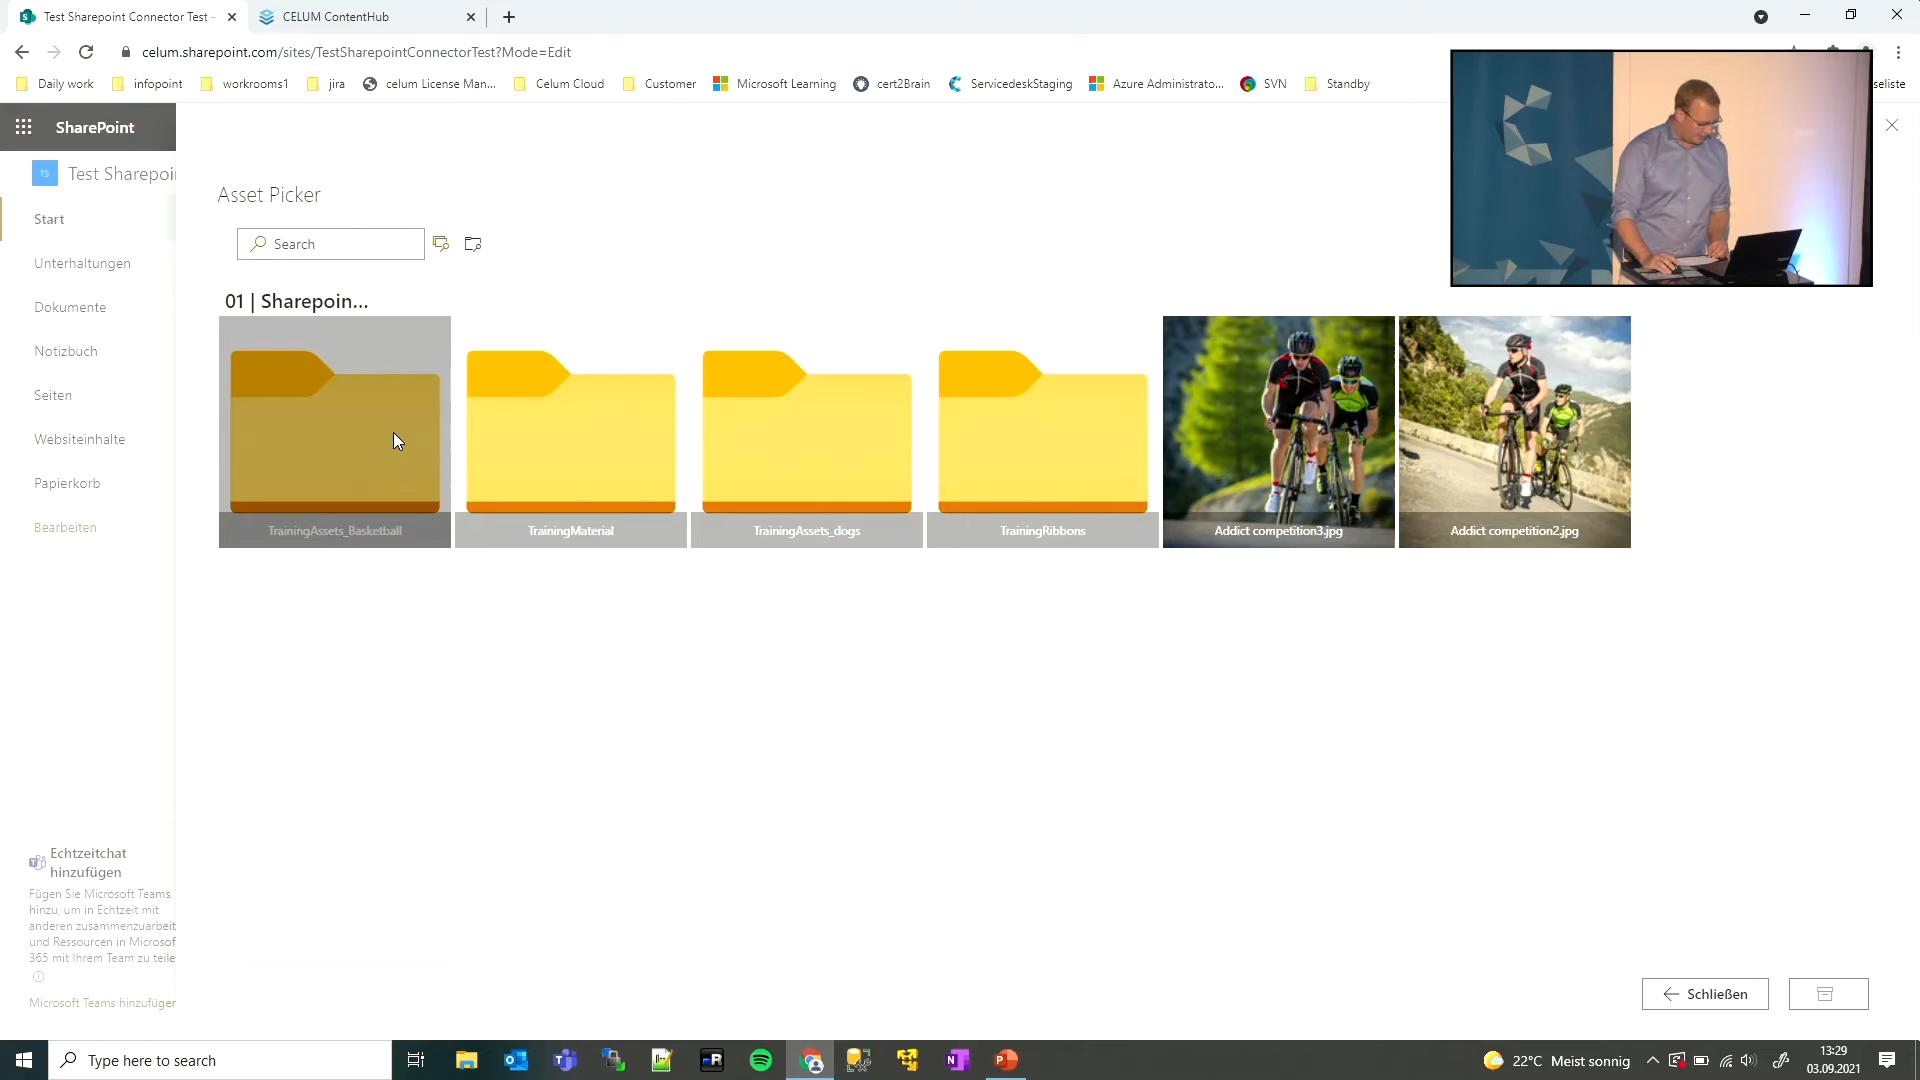 Test Sharepoint Connector Test -
CELUM ContentHub
celum.sharepoint.com/sites/TestSharepointConnectorTest?Mode=Edit
Daily work
infopoint
workrooms1
jira
celum License Man...
Celum Cloud
Customer
Microsoft Learning
cert2Brain
ServicedeskStaging
Azure Administrato...
SVN
Standby
seliste
SharePoint
TS
Test Sharepoi
Start
Unterhaltungen
Dokumente
Notizbuch
Seiten
Websiteinhalte
Papierkorb
Bearbeiten
Echtzeitchat
hinzufügen
Fügen Sie Microsoft Teams
hinzu, um in Echtzeit mit
anderen zusammenzuarbeit
und Ressourcen in Microsof
365 mit Ihrem Team zu teile
Microsoft Teams hinzufügen
Asset Picker
Search
01 | Sharepoin...
TrainingAssets_Basketball
TrainingMaterial
TrainingAssets_dogs
TrainingRibbons
Addict competition3.jpg
Addict competition2.jpg
Schließen
Type here to search
22°C Meist sonnig
13:29
03.09.2021